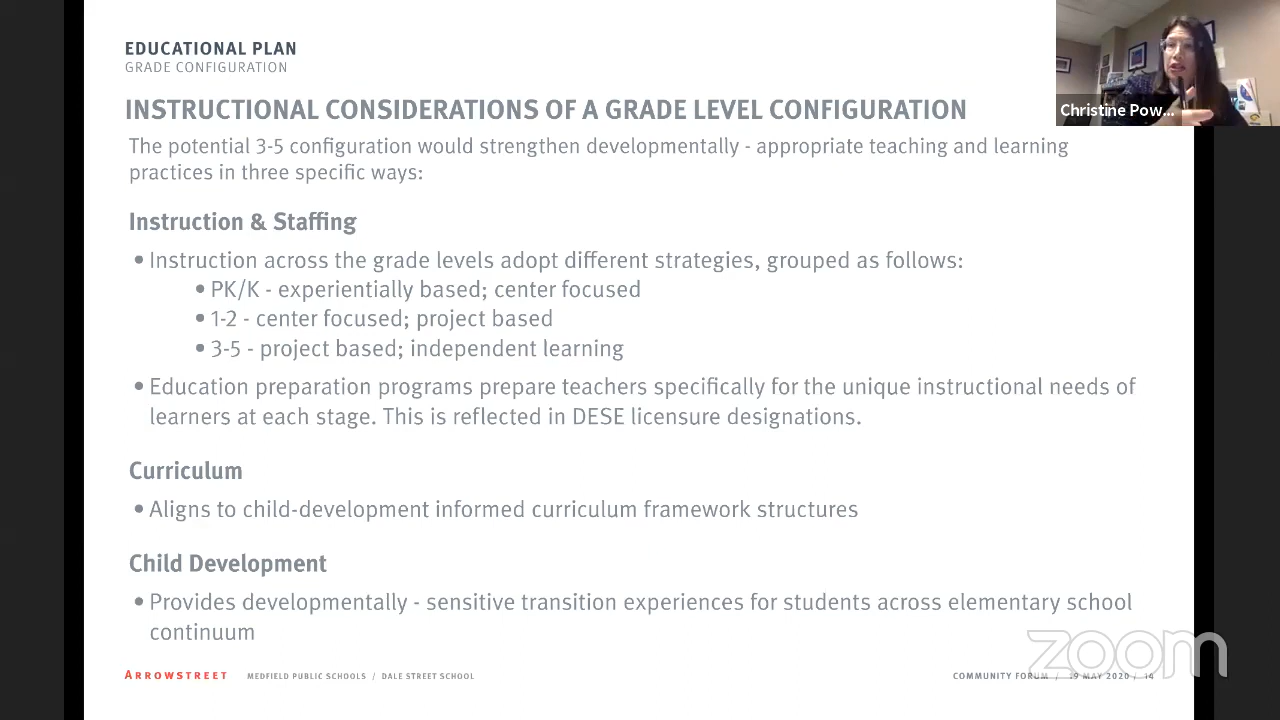 EDUCATIONAL PLAN
GRADE CONFIGURATION
INSTRUCTIONAL CONSIDERATIONS OF A GRADE LEVEL CONFIGURATION
Christine Pow...
The potential 3-5 configuration would strengthen developmentally - appropriate teaching and learning
practices in three specific ways:
Instruction & Staffing
• Instruction across the grade levels adopt different strategies, grouped as follows:
• PK/K - experientially based; center focused
• 1-2 - center focused; project based
• 3-5 - project based; independent learning
• Education preparation programs prepare teachers specifically for the unique instructional needs of
learners at each stage. This is reflected in DESE licensure designations.
Curriculum
• Aligns to child-development informed curriculum framework structures
Child Development
• Provides developmentally - sensitive transition experiences for students across elementary school
continuum
zoom
ARROWSTREET MEDFIELD PUBLIC SCHOOLS / DALE STREET SCHOOL COMMUNITY FORUM / 19 MAY 2020 / 14